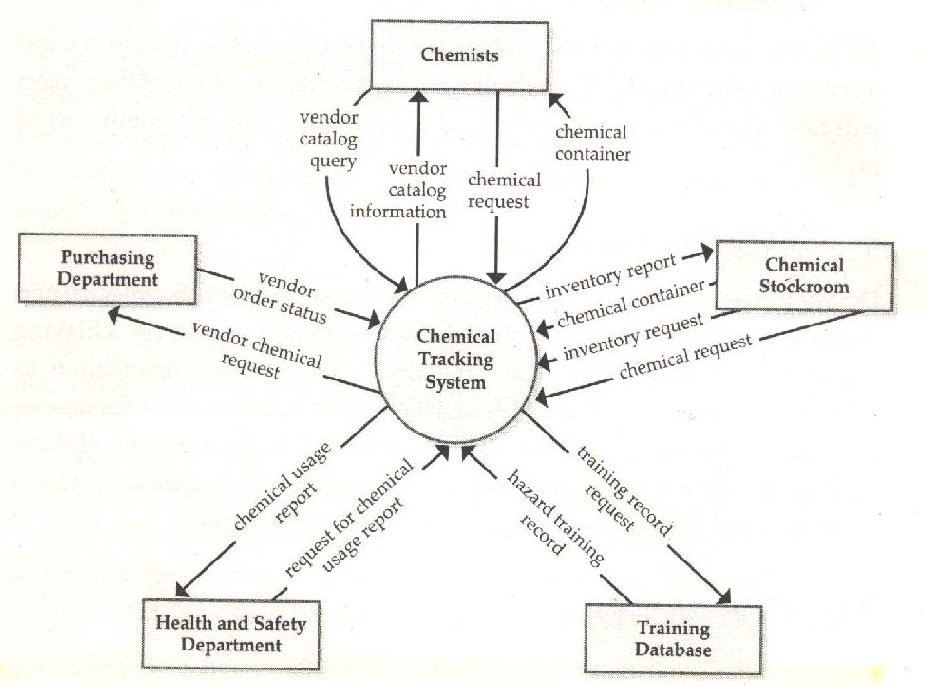 Chemists
vendor
catalog
query
vendor
catalog
information
chemical
request
chemical
container
Purchasing
Department
vendor
order status
vendor chemical
request
Chemical
Tracking
System
inventory report
chemical container
inventory request
chemical request
Chemical
Stockroom
chemical usage
report
request for chemical
usage report
hazard training
record
training record
request
Health and Safety
Department
Training
Database